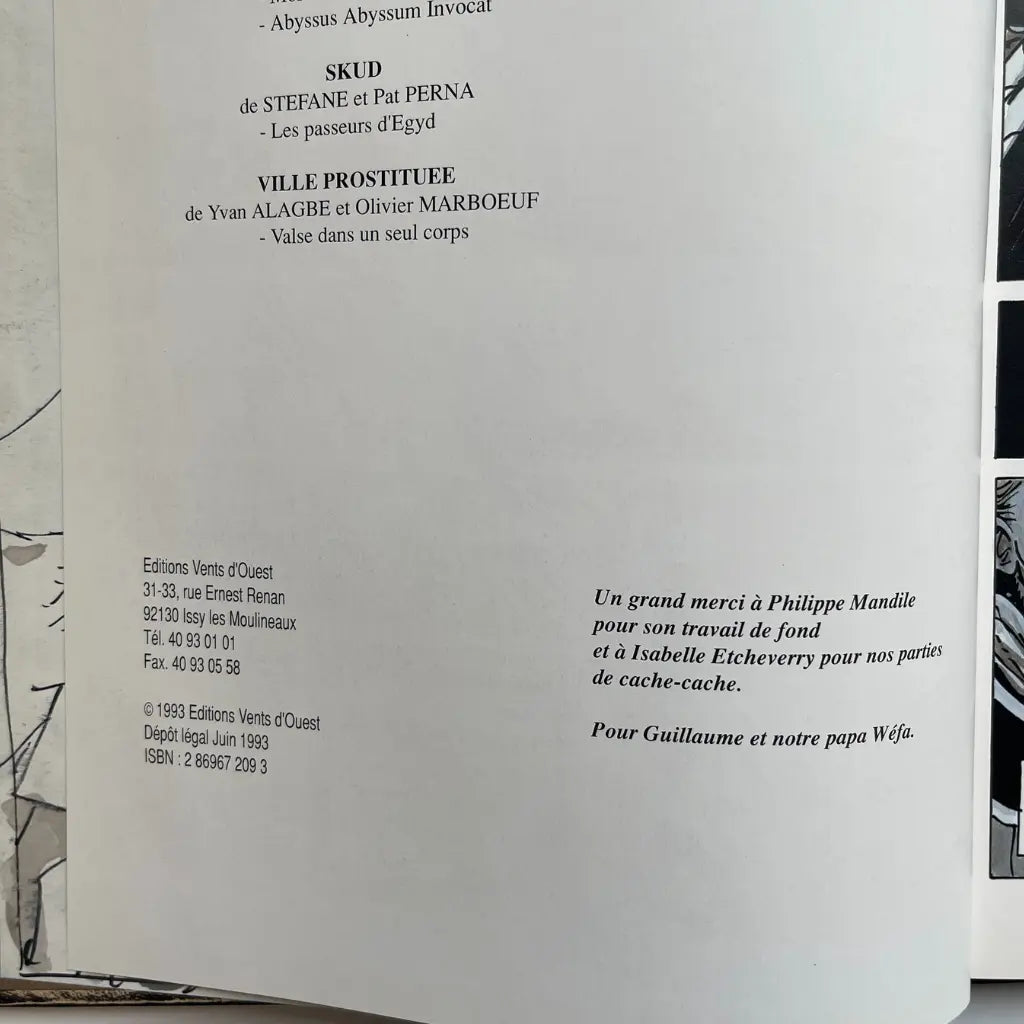 - Abyssus Abyssum Invocat
SKUD
de STEFANE et Pat PERNA
- Les passeurs d'Egyd
VILLE PROSTITUEE
de Yvan ALAGBE et Olivier MARBOEUF
- Valse dans un seul corps
Editions Vents d'Ouest
31-33, rue Ernest Renan
92130 Issy les Moulineaux
Tél. 40 93 01 01
Fax. 40 93 05 58
© 1993 Editions Vents d'Ouest
Dépôt légal Juin 1993
ISBN : 2 86967 209 3
Un grand merci à Philippe Mandile
pour son travail de fond
et à Isabelle Etcheverry pour nos parties
de cache-cache.
Pour Guillaume et notre papa Wéfa.